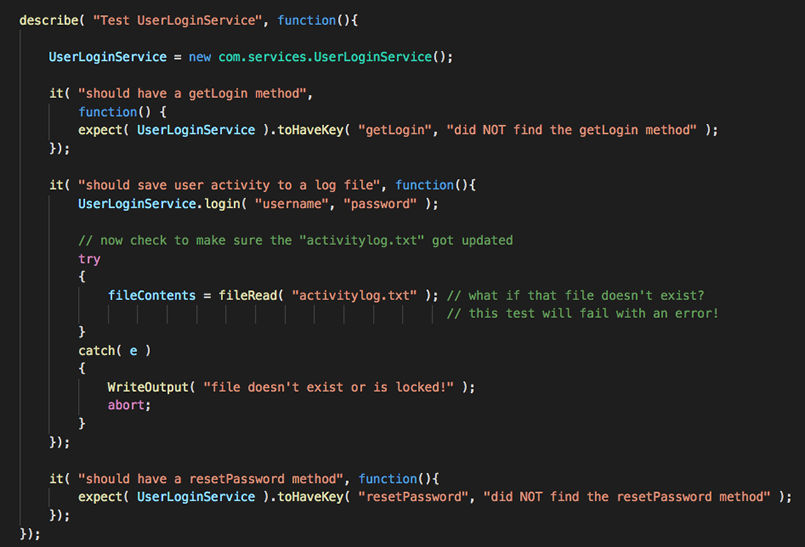 describe( "Test UserLoginService", function(){
UserLoginService = new com.services.UserLoginService();
it( "should have a getLogin method",
function() {
expect( UserLoginService ).toHaveKey( "getLogin", "did NOT find the getLogin method" );
});
it( "should save user activity to a log file", function(){
UserLoginService.login( "username", "password" );
// now check to make sure the "activitylog.txt" got updated
try
{
fileContents = fileRead( "activitylog.txt" ); // what if that file doesn't exist?
// this test will fail with an error!
}
catch( e )
{
WriteOutput( "file doesn't exist or is locked!" );
abort;
}
});
it( "should have a resetPassword method", function(){
expect( UserLoginService ).toHaveKey( "resetPassword", "did NOT find the resetPassword method" );
});
});